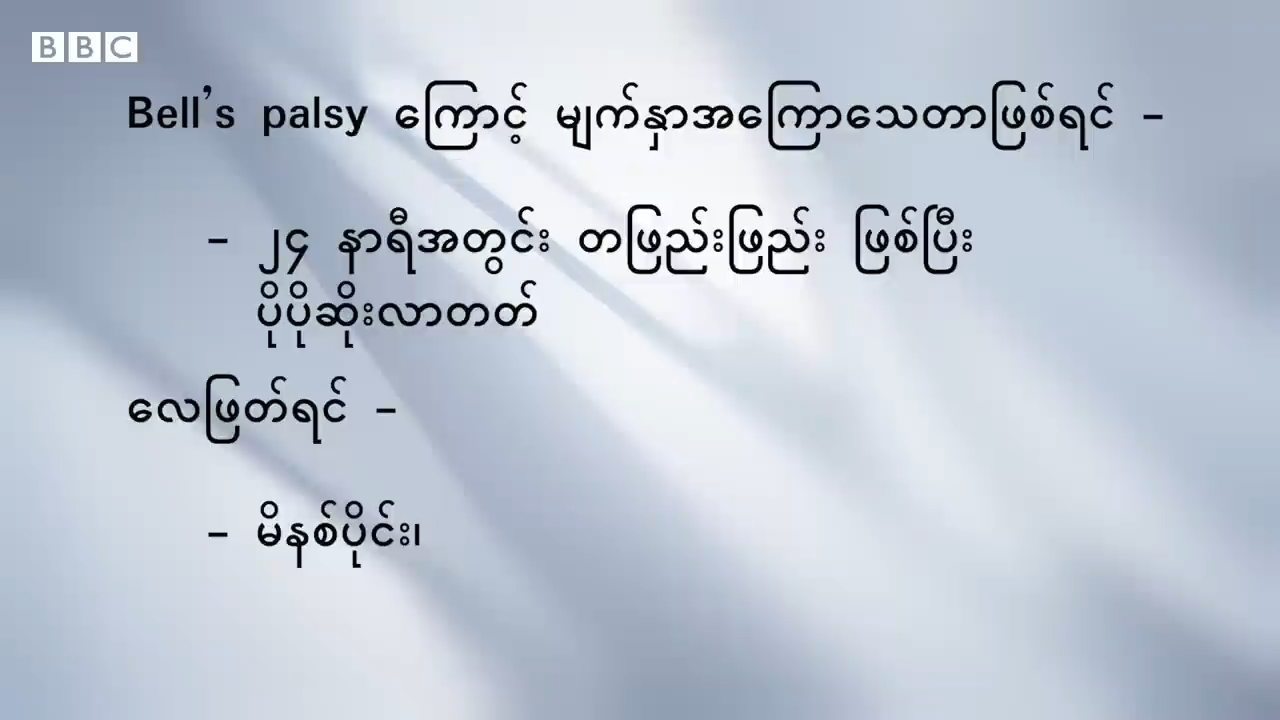 BBC
Bell's palsy ကြောင့် မျက်နှာအကြောသေတာဖြစ်ရင် -
- ၂၄ နာရီအတွင်း တဖြည်းဖြည်း ဖြစ်ပြီး
ပိုပိုဆိုးလာတတ်
လေဖြတ်ရင် -
- မိနစ်ပိုင်း၊